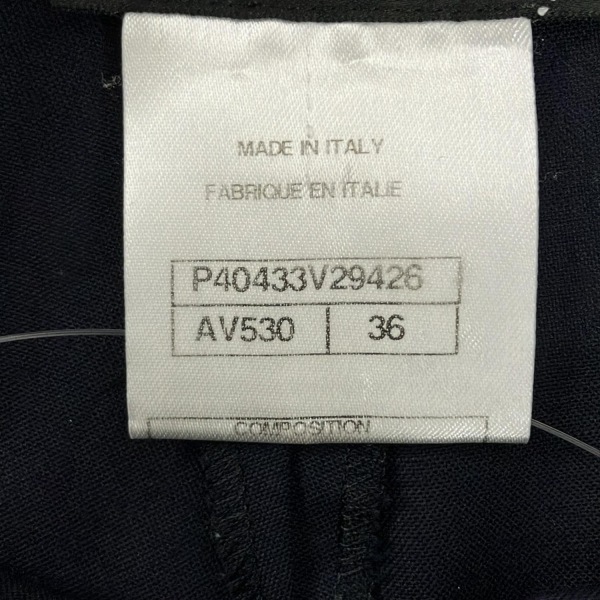 MADE IN ITALY
FABRIQUE EN ITALIE
P40433V29426
AV530 36
COMPOSITION